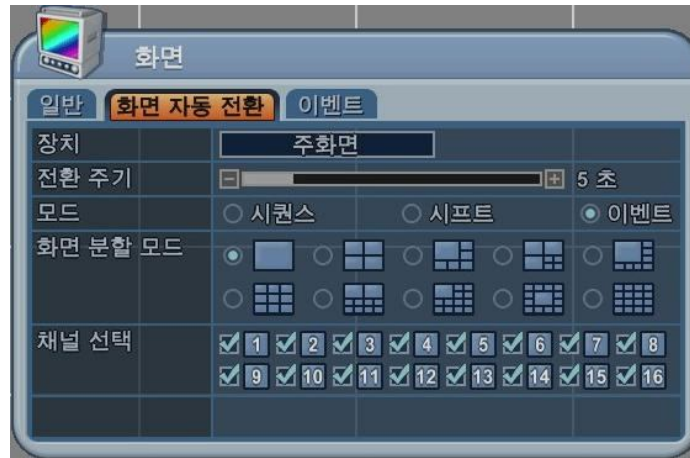 화면
일반 화면 자동 전환 이벤트
장치 주화면
전환 주기 5 초
모드 시퀀스 시프트 이벤트
화면 분할 모드
채널 선택 1 2 3 4 5 6 7 8
9 10 11 12 13 14 15 16